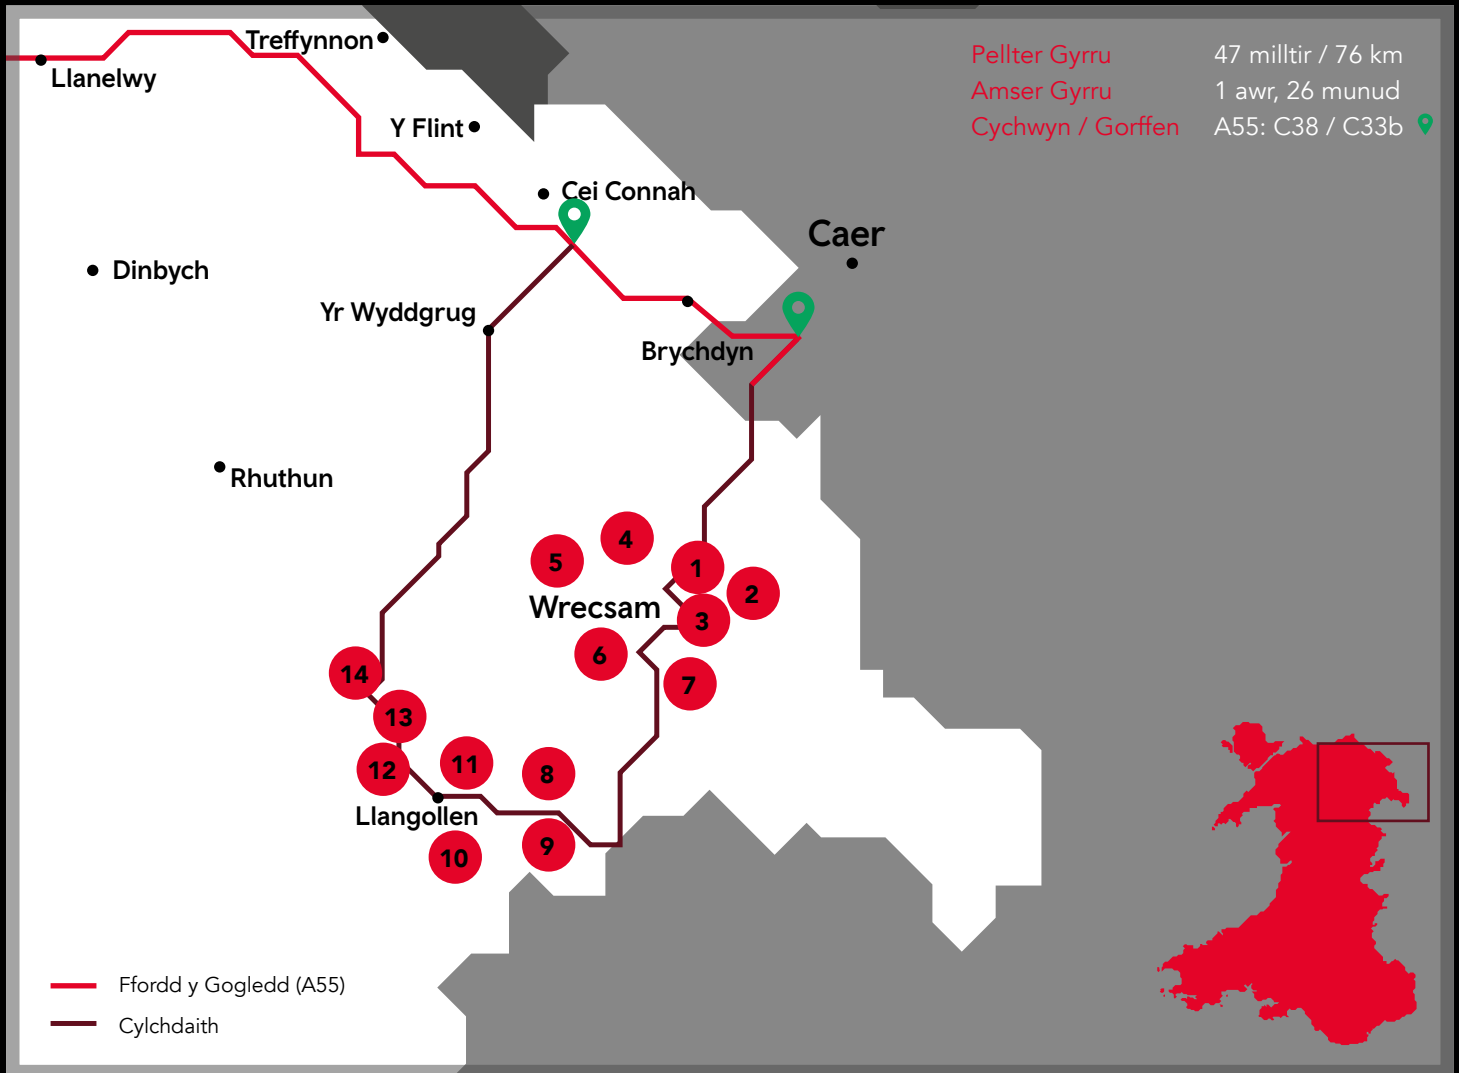 Treffynnon
Llanelwy
Pellter Gyrru 47 milltir / 76 km
Amser Gyrru 1 awr, 26 munud
Cychwyn / Gorffen A55: C38 / C33b
Y Flint
Cei Connah
Caer
Dinbych
Yr Wyddgrug
Brychdyn
Rhuthun
4
5
1
2
Wrecsam
3
6
14
7
13
11
12
8
Llangollen
9
10
Ffordd y Gogledd (A55)
Cylchdaith